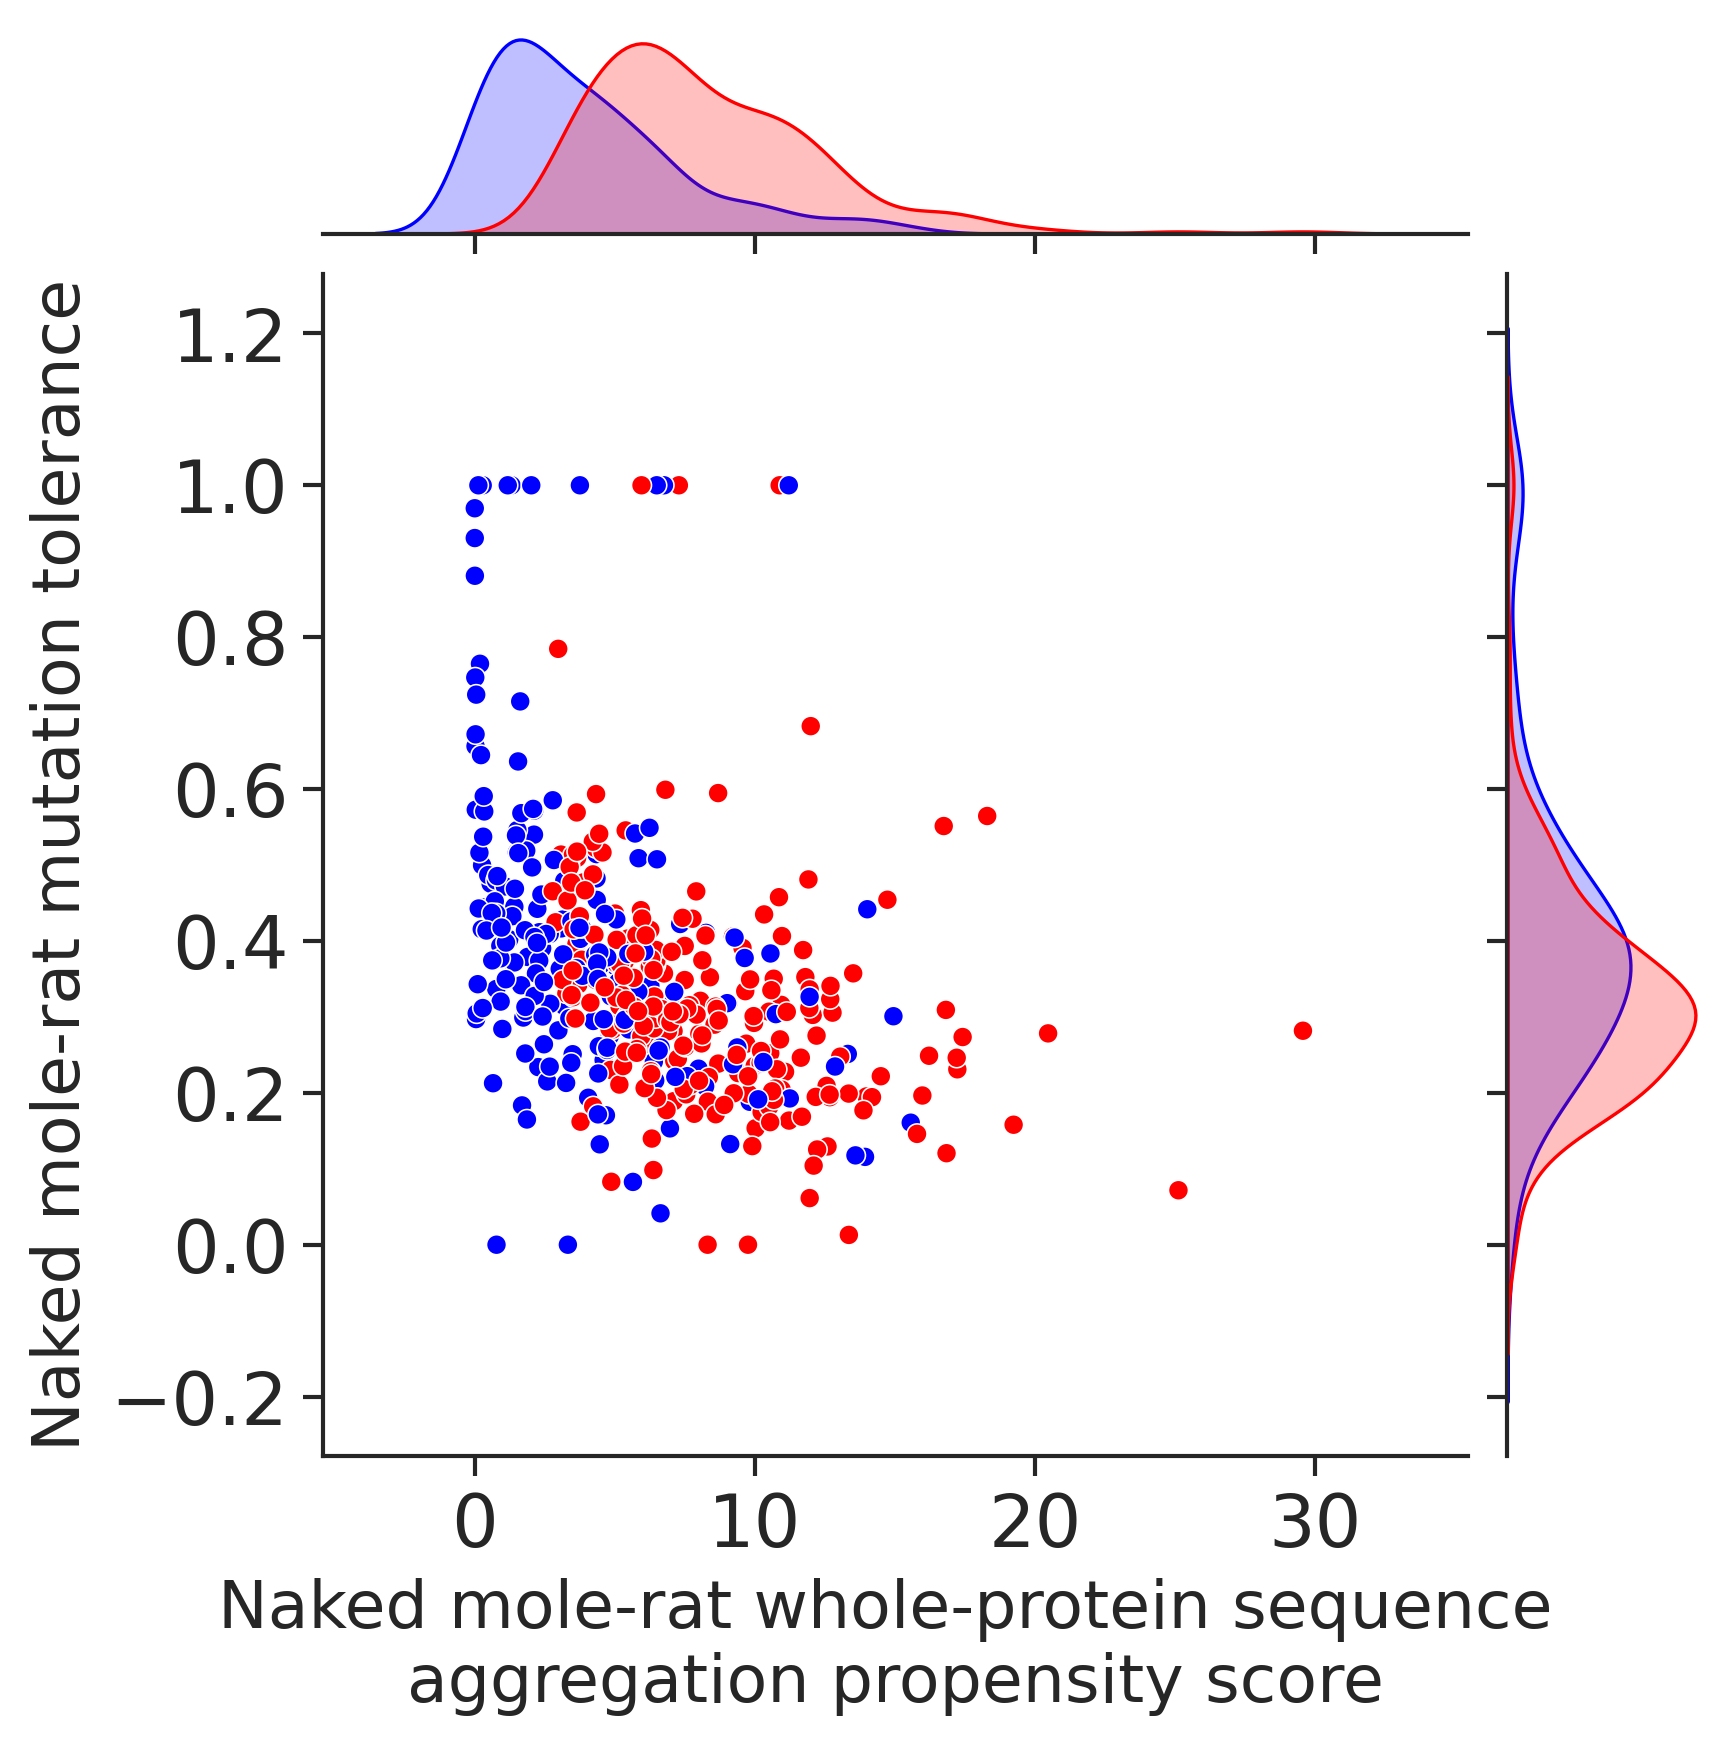 Naked mole-rat mutation tolerance
1.2
1.0
0.8
0.6
0.4
0.2
0.0
−0.2
0 10 20 30
Naked mole-rat whole-protein sequence
aggregation propensity score